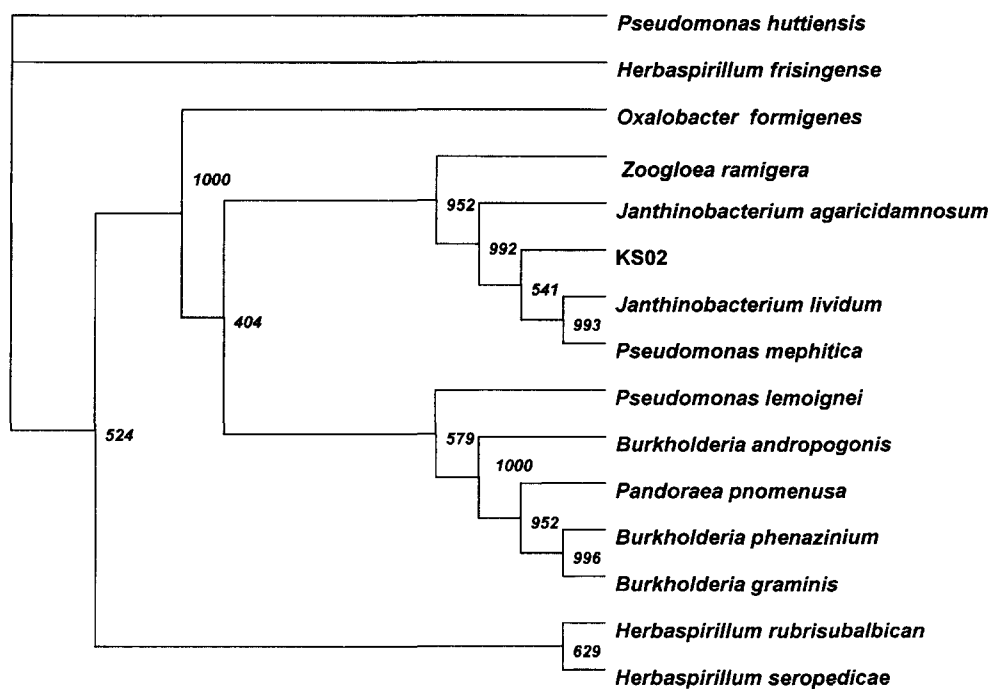 Pseudomonas huttiensis
Herbaspirillum frisingense
Oxalobacter formigenes
Zoogloea ramigera
1000
952
Janthinobacterium agaricidamnosum
992
KS02
541
Janthinobacterium lividum
993
404
Pseudomonas mephitica
Pseudomonas lemoignei
524
579
Burkholderia andropogonis
1000
Pandoraea pnomenusa
952
Burkholderia phenazinium
996
Burkholderia graminis
Herbaspirillum rubrisubalbican
629
Herbaspirillum seropedicae